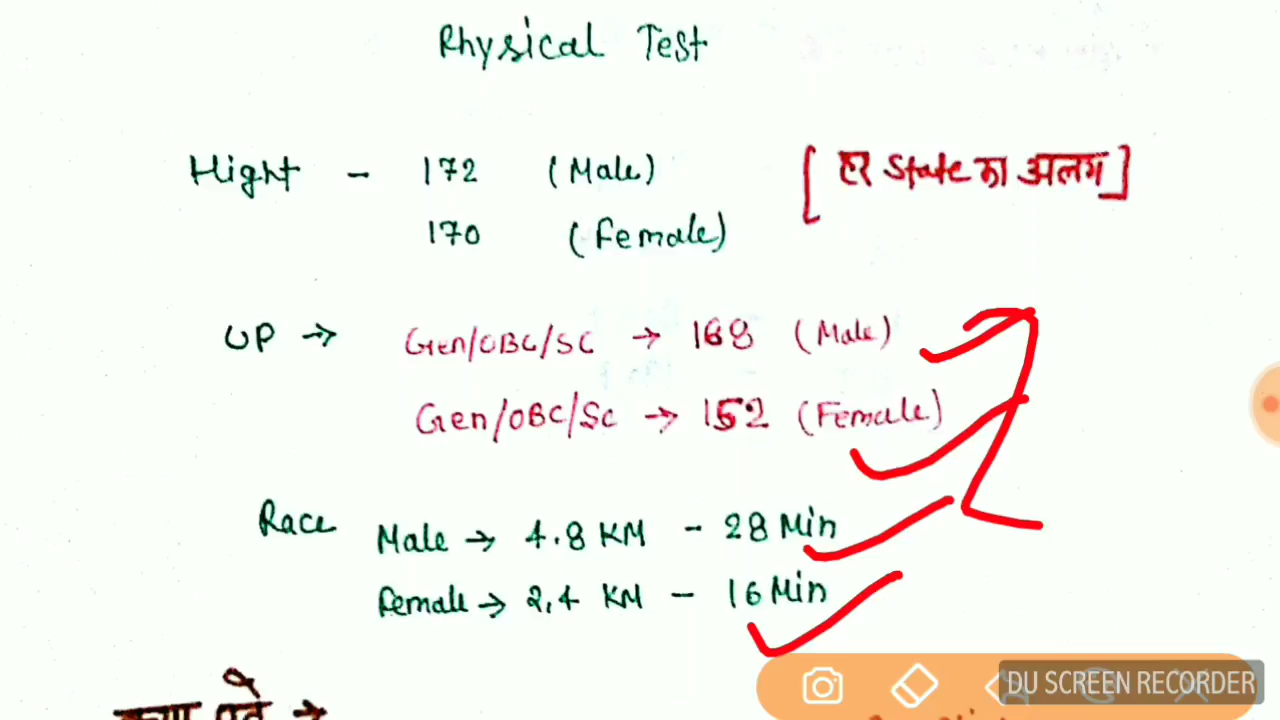 Physical Test
Hight - 172 (Male) [हर State का अलग]
170 (Female)
UP → Gen/OBC/SC → 168 (Male)
Gen/OBC/SC → 152 (Female)
Race Male → 4.8 KM - 28 Min
Female → 2.4 KM - 16 Min
DU SCREEN RECORDER